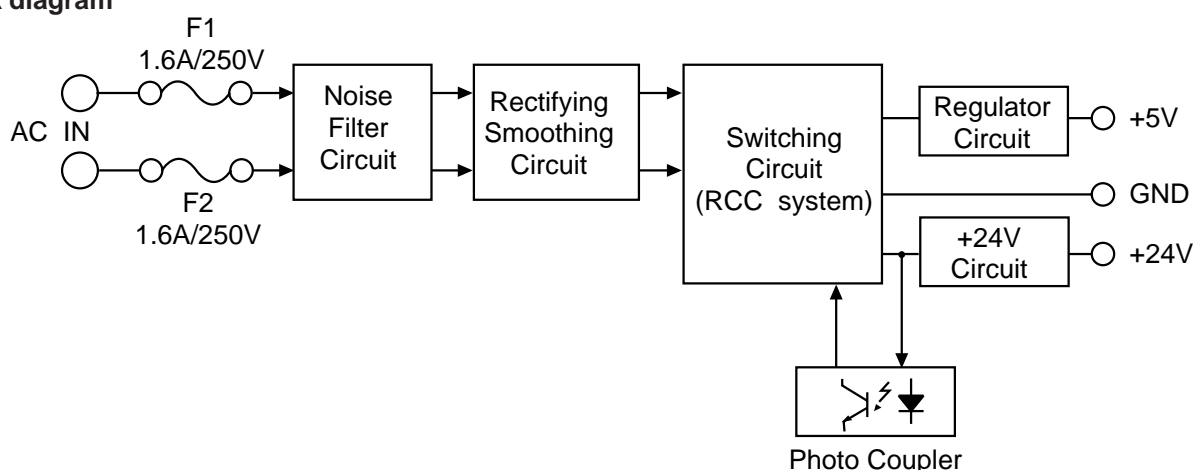 diagram
F1
1.6A/250V
AC IN
F2
1.6A/250V
Noise
Filter
Circuit
Rectifying
Smoothing
Circuit
Switching
Circuit
(RCC system)
Regulator
Circuit
+5V
GND
+24V
Circuit
+24V
Photo Coupler